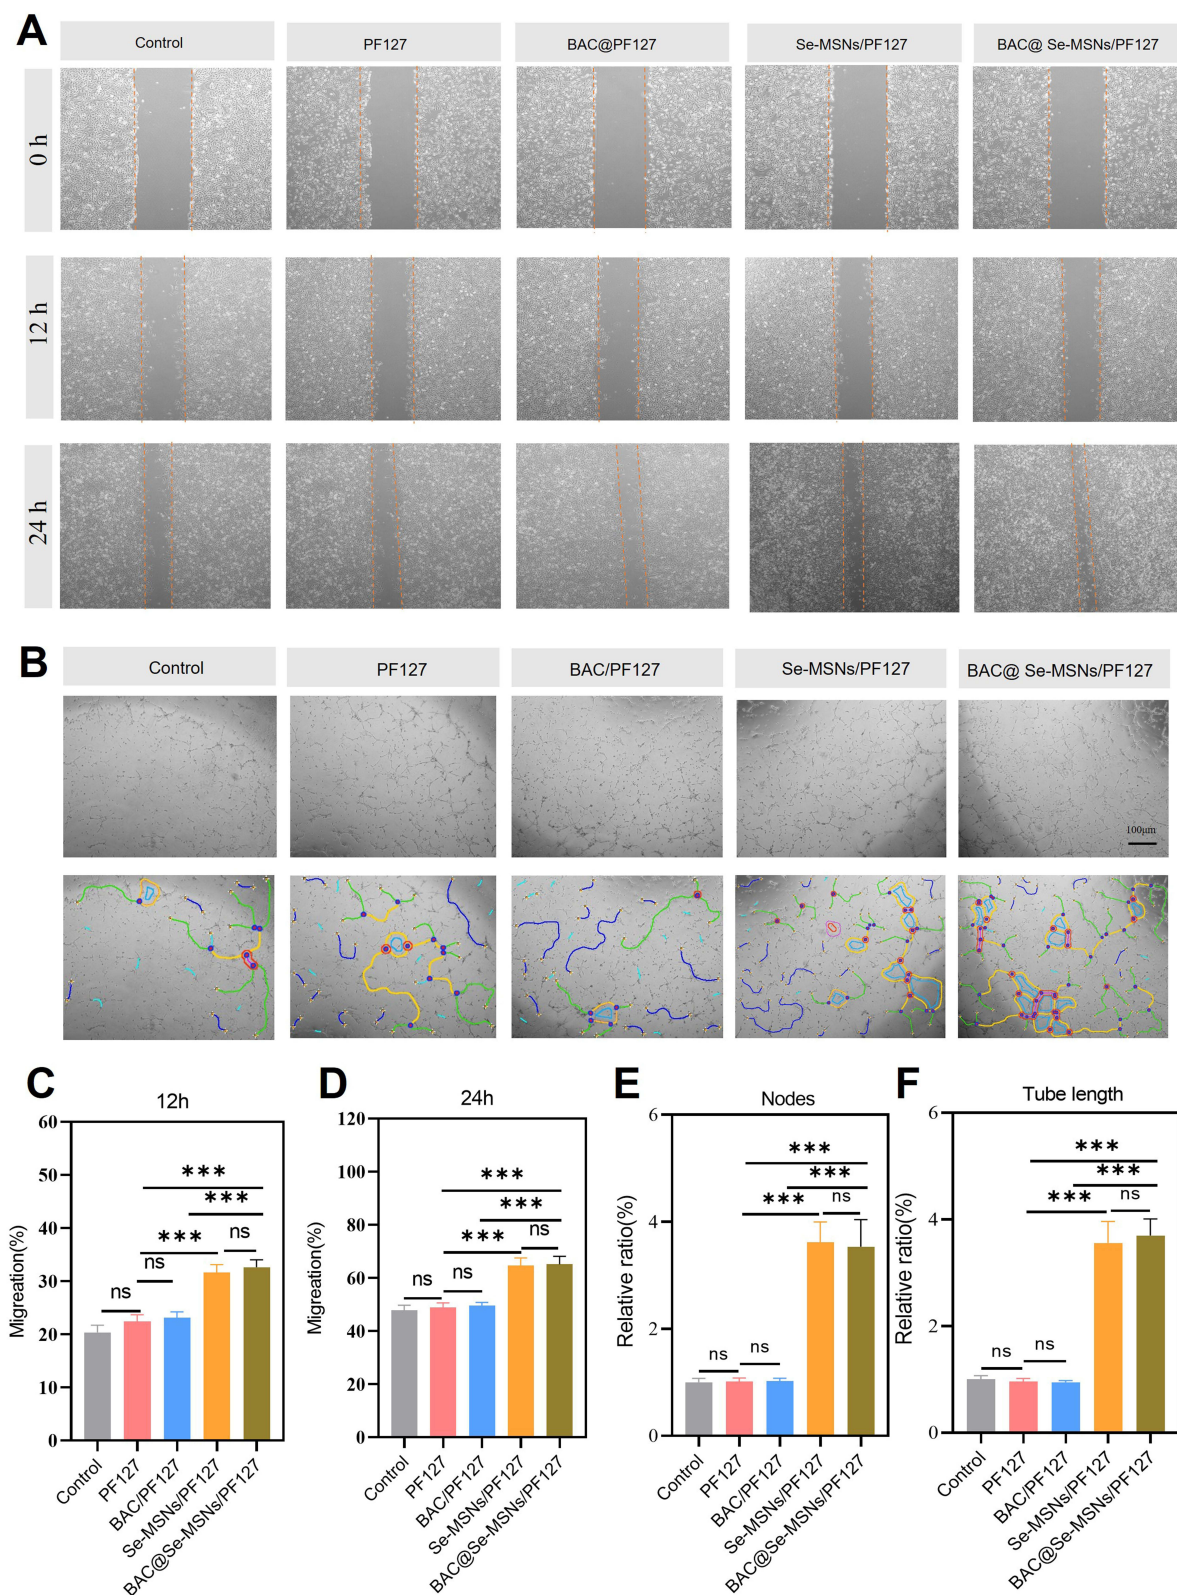 A
Control
PF127
BAC@PF127
Se-MSNs/PF127
BAC@ Se-MSNs/PF127
0 h
12 h
24 h
B
Control
PF127
BAC/PF127
Se-MSNs/PF127
BAC@ Se-MSNs/PF127
100μm
C
12h
Migreation(%)
60
50
40
30
20
10
0
ns
ns
***
ns
***
***
Control
PF127
BAC/PF127
Se-MSNs/PF127
BAC@Se-MSNs/PF127
D
24h
Migreation(%)
120
100
80
60
40
20
0
ns
ns
***
ns
***
***
Control
PF127
BAC/PF127
Se-MSNs/PF127
BAC@Se-MSNs/PF127
E
Nodes
Relative ratio(%)
6
4
2
0
ns
ns
***
ns
***
***
Control
PF127
BAC/PF127
Se-MSNs/PF127
BAC@Se-MSNs/PF127
F
Tube length
Relative ratio(%)
6
4
2
0
ns
ns
***
ns
***
***
Control
PF127
BAC/PF127
Se-MSNs/PF127
BAC@Se-MSNs/PF127